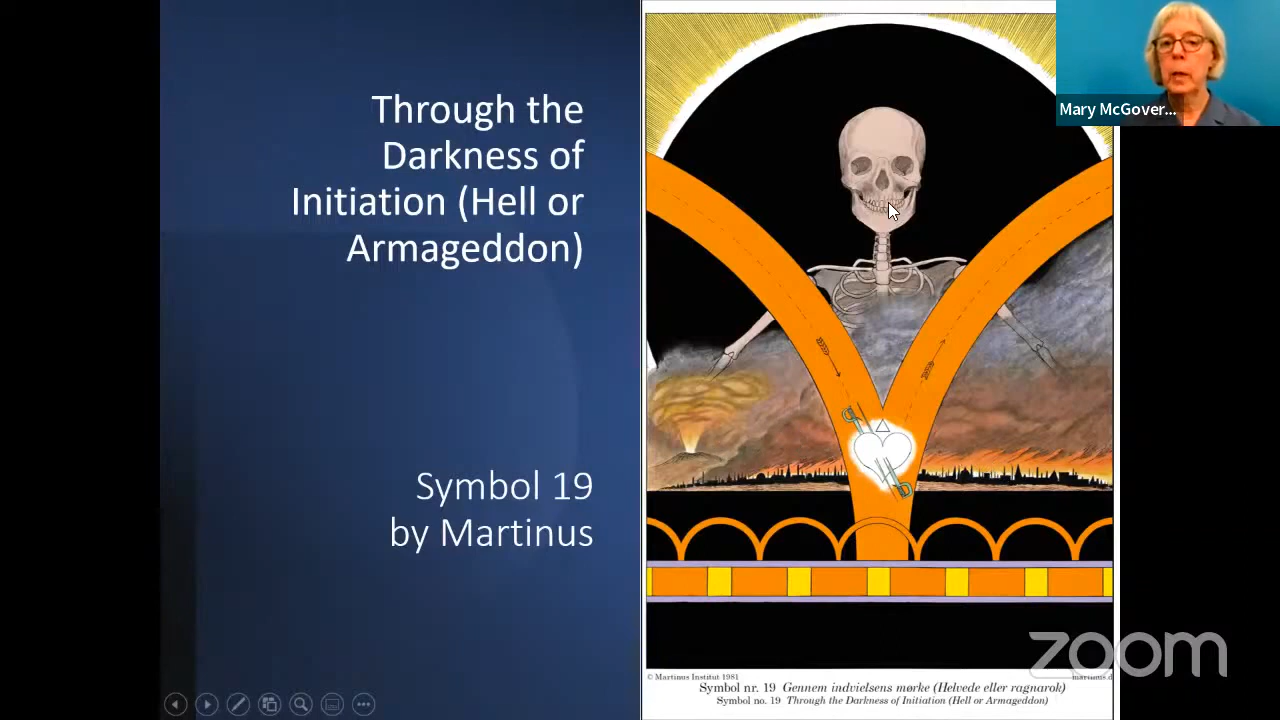 Through the
Darkness of
Initiation (Hell or
Armageddon)
Symbol 19
by Martinus
Mary McGover...
zoom
© Martinus Institut 1981
martinus.d
Symbol nr. 19 Gennem indvielsens mørke (Helvede eller ragnarok)
Symbol no. 19 Through the Darkness of Initiation (Hell or Armageddon)